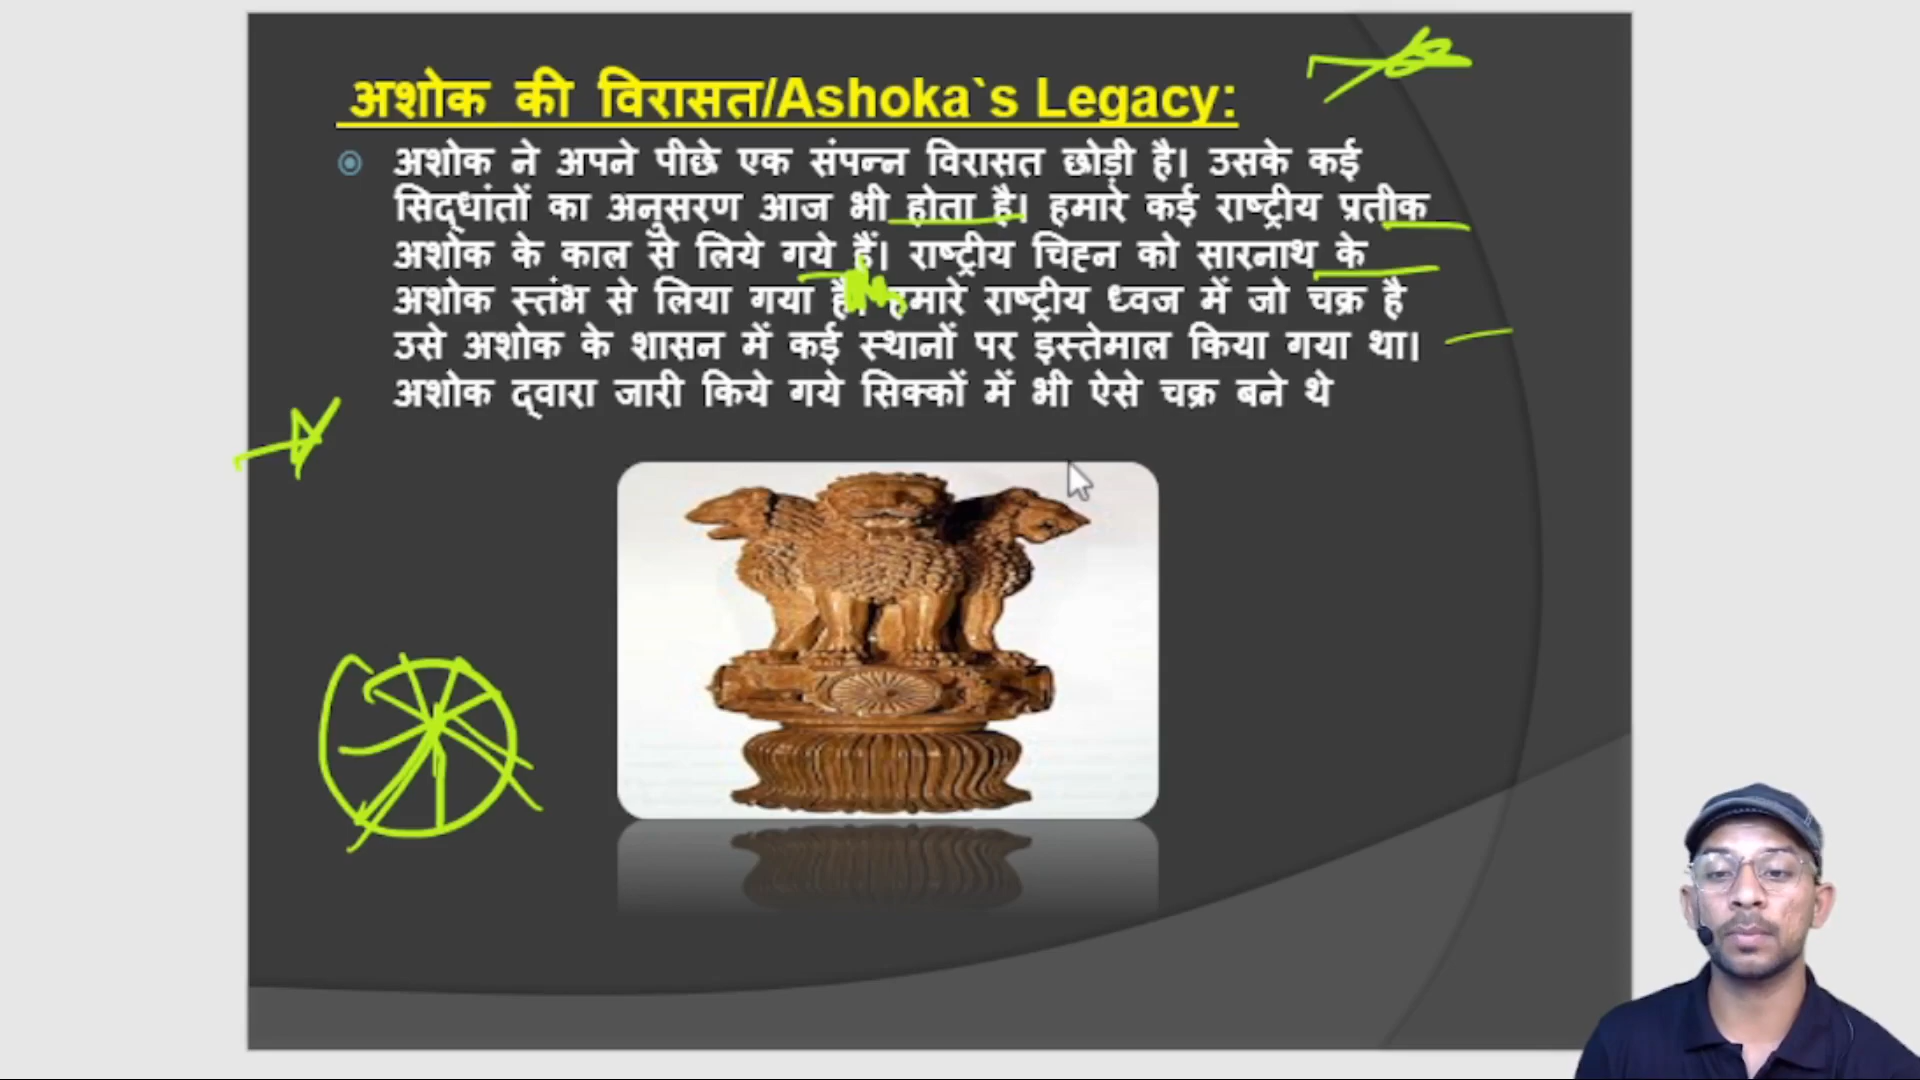 अशोक की विरासत/Ashoka`s Legacy:
अशोक ने अपने पीछे एक संपन्न विरासत छोड़ी है। उसके कई
सिद्धांतों का अनुसरण आज भी होता है। हमारे कई राष्ट्रीय प्रतीक
अशोक के काल से लिये गये हैं। राष्ट्रीय चिह्न को सारनाथ के
अशोक स्तंभ से लिया गया है। हमारे राष्ट्रीय ध्वज में जो चक्र है
उसे अशोक के शासन में कई स्थानों पर इस्तेमाल किया गया था।
अशोक द्वारा जारी किये गये सिक्कों में भी ऐसे चक्र बने थे